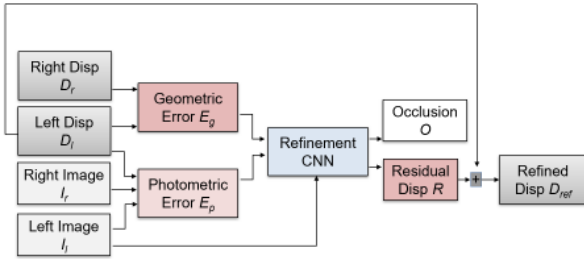 Right Disp
D_r
Left Disp
D_l
Right Image
I_r
Left Image
I_l
Geometric
Error E_g
Photometric
Error E_p
Refinement
CNN
Occlusion
O
Residual
Disp R
+
Refined
Disp D_ref